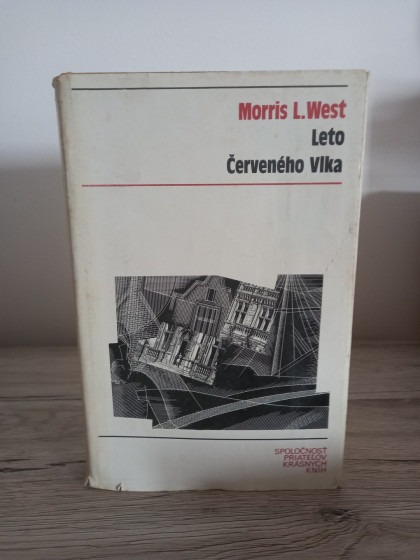 Morris L.West
Leto
Červeného Vlka
SPOLOČNOSŤ
PRIATEĽOV
KRÁSNYCH
KNÍH